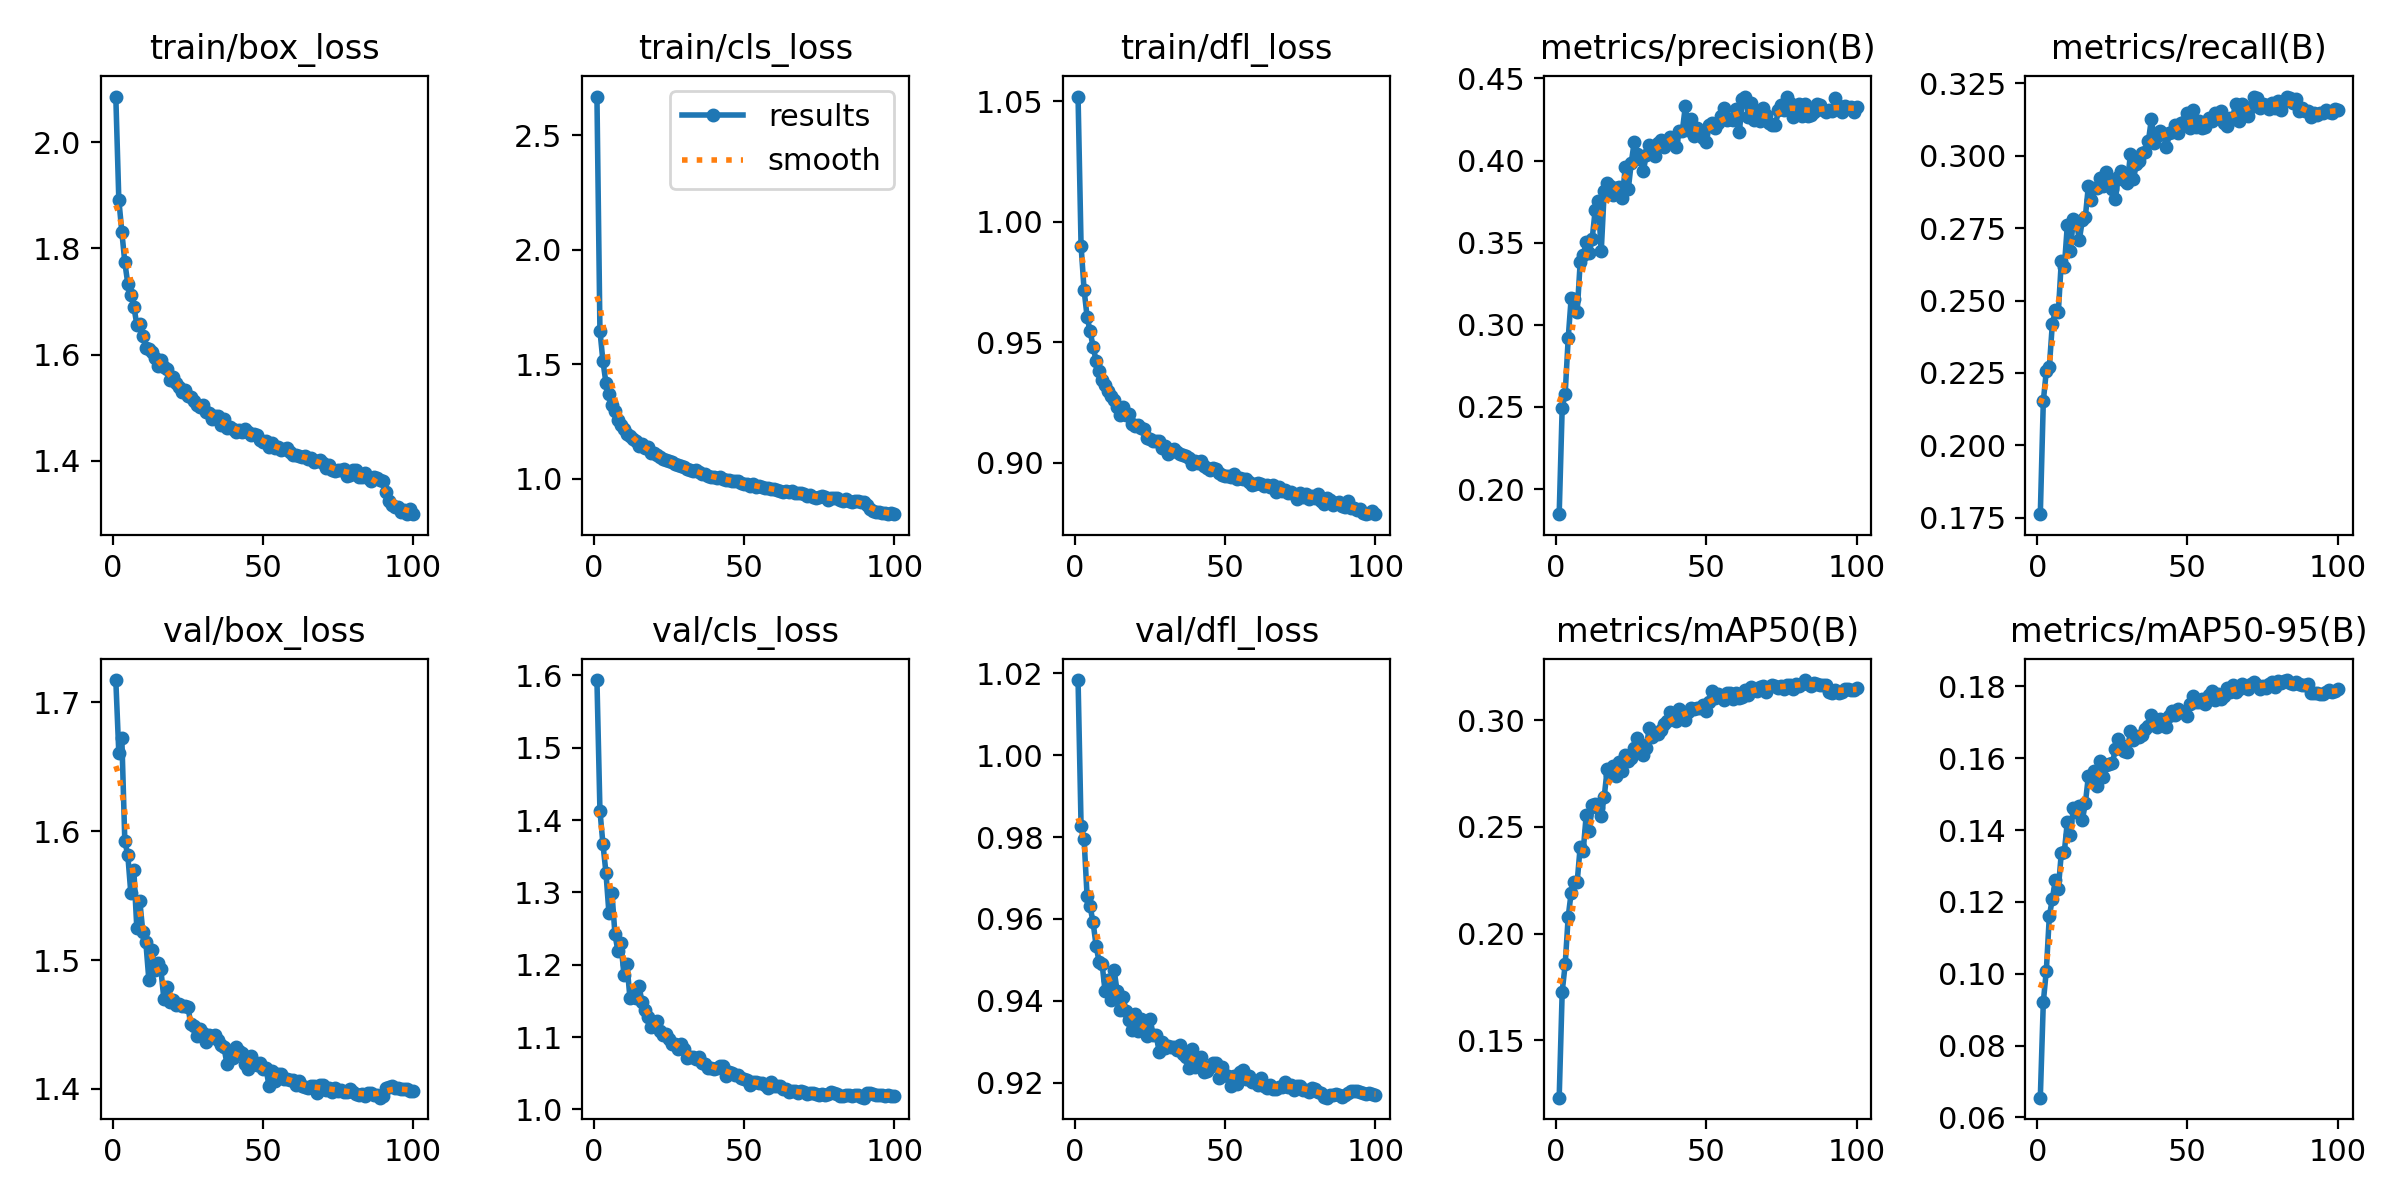 train/box_loss
2.0
1.8
1.6
1.4
0 50 100
train/cls_loss
results
smooth
2.5
2.0
1.5
1.0
0 50 100
train/dfl_loss
1.05
1.00
0.95
0.90
0 50 100
metrics/precision(B)
0.45
0.40
0.35
0.30
0.25
0.20
0 50 100
metrics/recall(B)
0.325
0.300
0.275
0.250
0.225
0.200
0.175
0 50 100
val/box_loss
1.7
1.6
1.5
1.4
0 50 100
val/cls_loss
1.6
1.5
1.4
1.3
1.2
1.1
1.0
0 50 100
val/dfl_loss
1.02
1.00
0.98
0.96
0.94
0.92
0 50 100
metrics/mAP50(B)
0.30
0.25
0.20
0.15
0 50 100
metrics/mAP50-95(B)
0.18
0.16
0.14
0.12
0.10
0.08
0.06
0 50 100